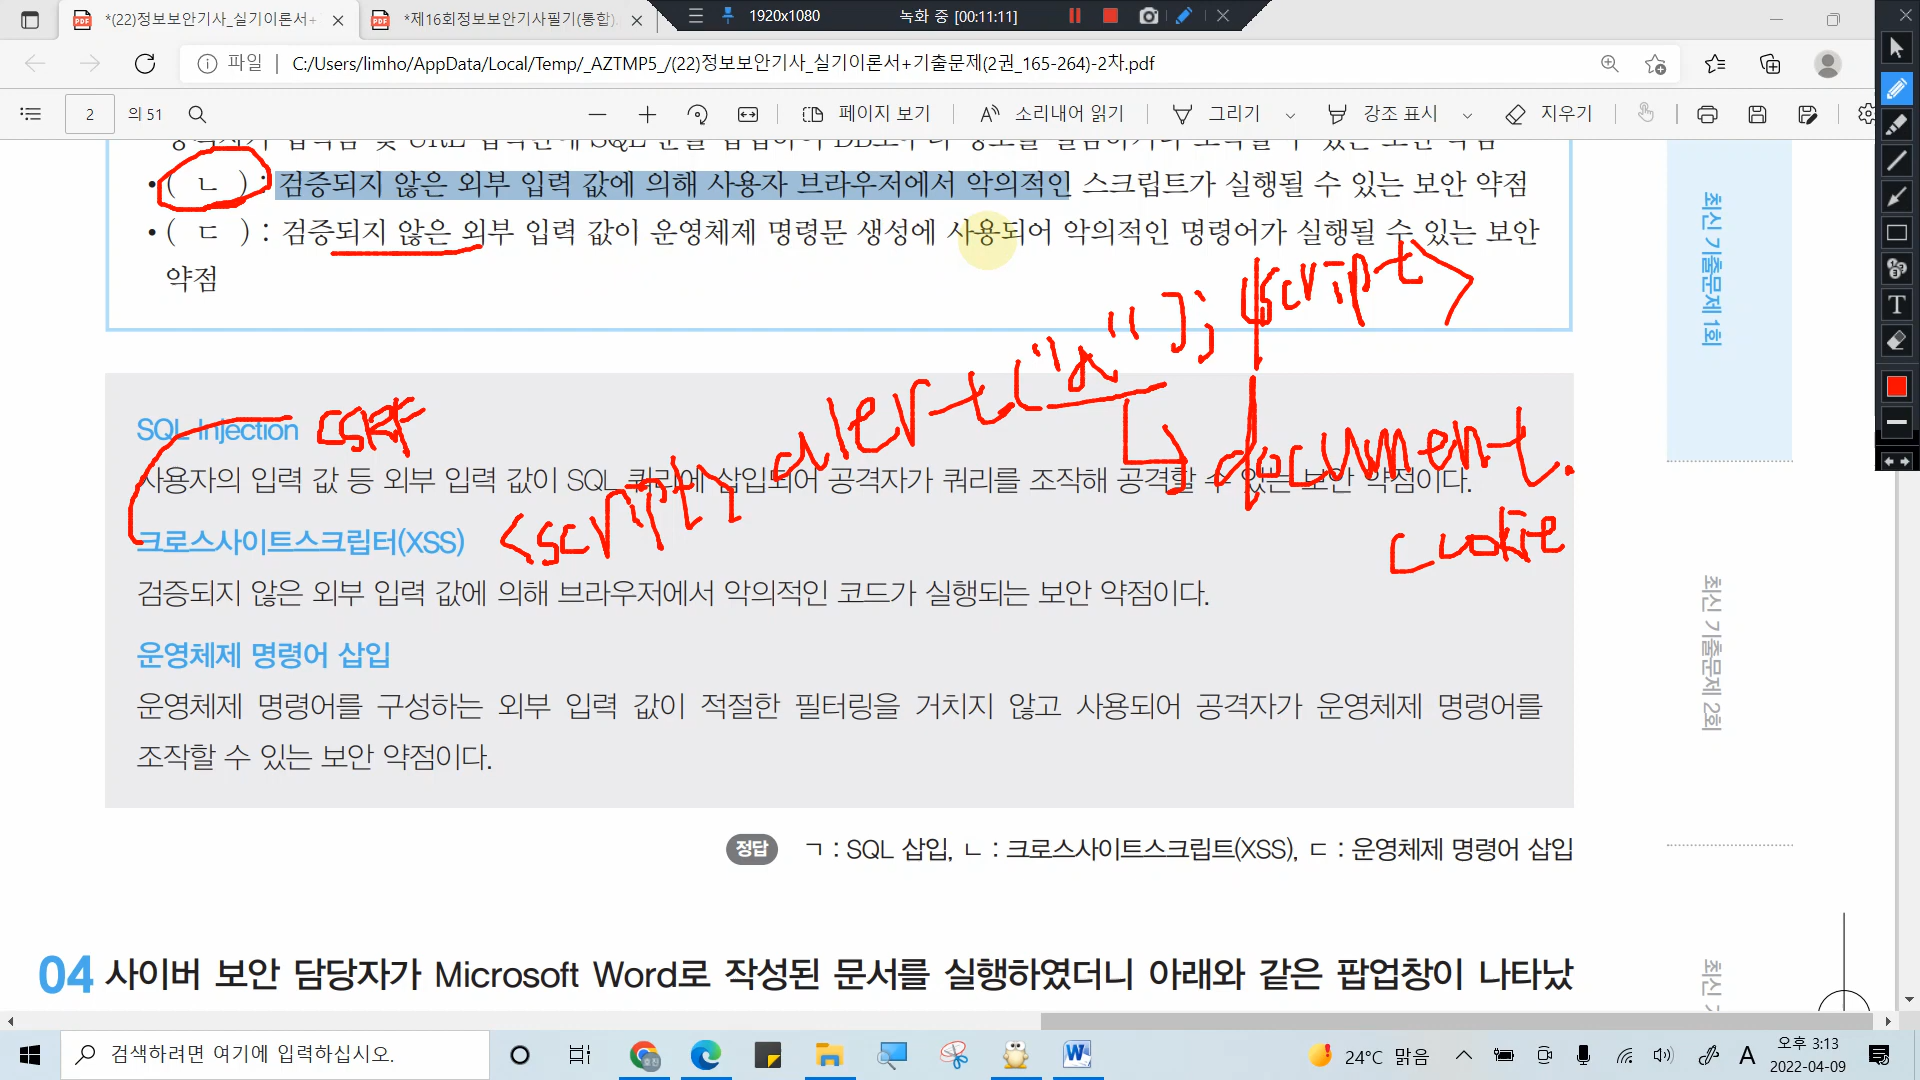 *(22)정보보안기사_실기이론서+
*제16회정보보안기사필기(통합)
1920x1080
녹화 중 [00:11:11]
파일
C:/Users/limho/AppData/Local/Temp/_AZTMP5_/(22)정보보안기사_실기이론서+기출문제(2권_165-264)-2차.pdf
2 의 51
페이지 보기
소리내어 읽기
그리기
강조 표시
지우기
• ( ㄴ ) : 검증되지 않은 외부 입력 값에 의해 사용자 브라우저에서 악의적인 스크립트가 실행될 수 있는 보안 약점
• ( ㄷ ) : 검증되지 않은 외부 입력 값이 운영체제 명령문 생성에 사용되어 악의적인 명령어가 실행될 수 있는 보안
약점
SQL Injection CSRF
사용자의 입력 값 등 외부 입력 값이 SQL 쿼리에 삽입되어 공격자가 쿼리를 조작해 공격할 수 있는 보안 약점이다.
<script> alert("a"); <script>
document.
cookie
크로스사이트스크립터(XSS)
검증되지 않은 외부 입력 값에 의해 브라우저에서 악의적인 코드가 실행되는 보안 약점이다.
운영체제 명령어 삽입
운영체제 명령어를 구성하는 외부 입력 값이 적절한 필터링을 거치지 않고 사용되어 공격자가 운영체제 명령어를
조작할 수 있는 보안 약점이다.
정답 ㄱ : SQL 삽입, ㄴ : 크로스사이트스크립트(XSS), ㄷ : 운영체제 명령어 삽입
04 사이버 보안 담당자가 Microsoft Word로 작성된 문서를 실행하였더니 아래와 같은 팝업창이 나타났
최신 기출문제 1회
최신 기출문제 2회
최신
검색하려면 여기에 입력하십시오.
24°C 맑음
A
오후 3:13
2022-04-09